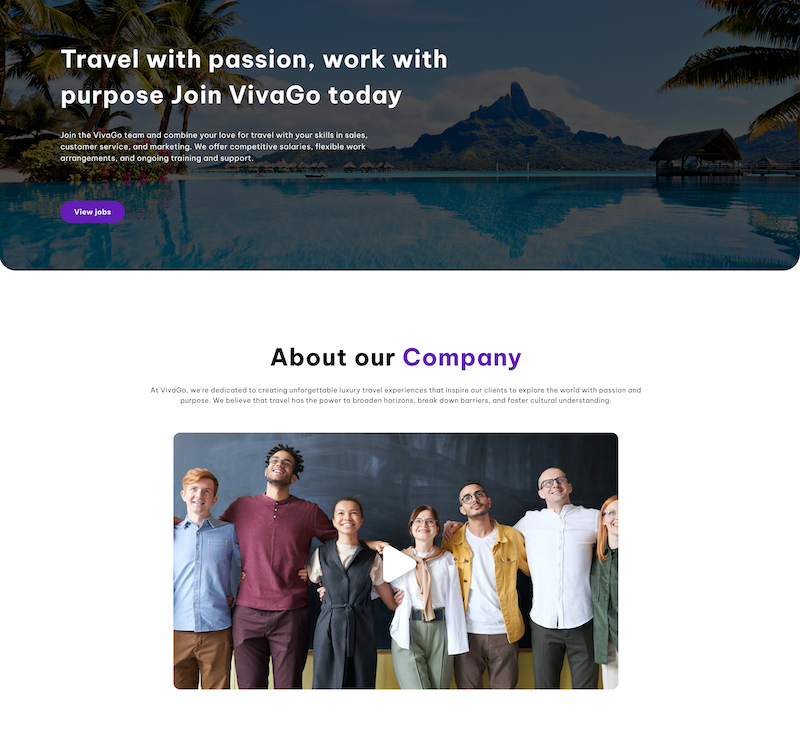 Travel with passion, work with
purpose Join VivaGo today
Join the VivaGo team and combine your love for travel with your skills in sales,
customer service, and marketing. We offer competitive salaries, flexible work
arrangements, and ongoing training and support.
View jobs
About our Company
At VivaGo, we're dedicated to creating unforgettable luxury travel experiences that inspire our clients to explore the world with passion and
purpose. We believe that travel has the power to broaden horizons, break down barriers, and foster cultural understanding.